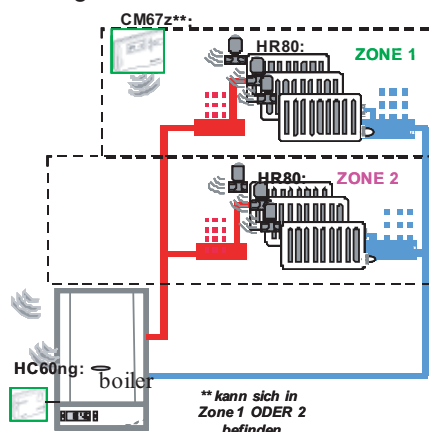 CM67z**:
HR80:
ZONE 1
HR80:
ZONE 2
HC60ng:
boiler
** kann sich in
Zone 1 ODER 2
befinden